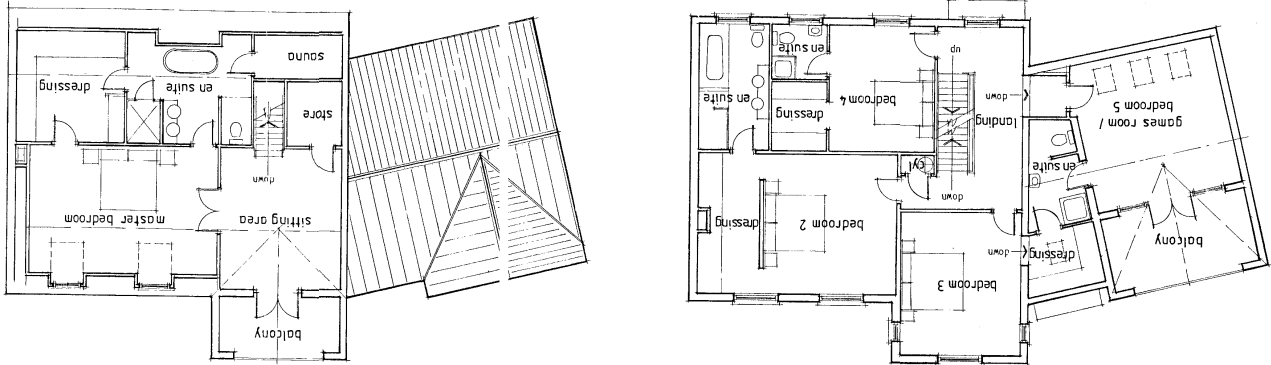 bedroom 3
dressing
down
balcony
bedroom 2
dressing
down
cyl
en suite
games room /
bedroom 5
landing
down
dressing
bedroom 4
en suite
up
en suite
balcony
sitting area
master bedroom
down
store
en suite
dressing
sauna